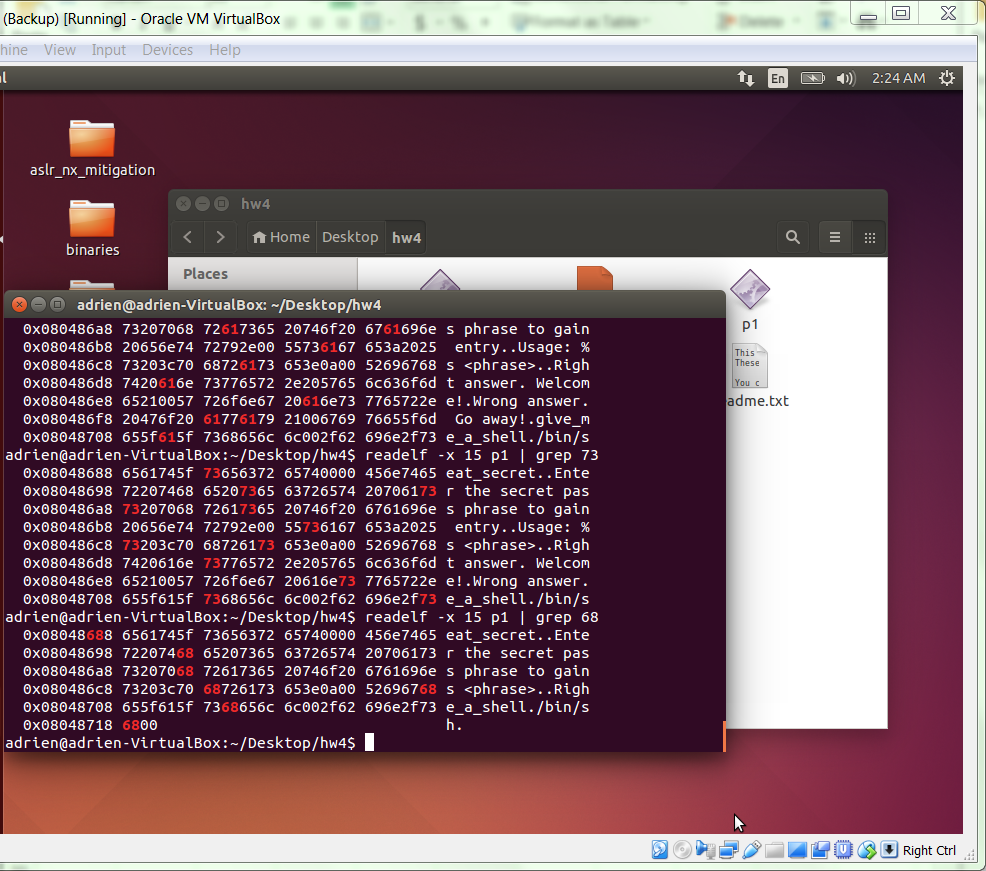 (Backup) [Running] - Oracle VM VirtualBox
hine View Input Devices Help
al
En
2:24 AM
aslr_nx_mitigation
binaries
hw4
Home Desktop hw4
Places
p1
This
These
You c
adme.txt
adrien@adrien-VirtualBox: ~/Desktop/hw4
0x080486a8 73207068 72617365 20746f20 6761696e s phrase to gain
0x080486b8 20656e74 72792e00 55736167 653a2025 entry..Usage: %
0x080486c8 73203c70 68726173 653e0a00 52696768 s <phrase>..Righ
0x080486d8 7420616e 73776572 2e205765 6c636f6d t answer. Welcom
0x080486e8 65210057 726f6e67 20616e73 7765722e e!.Wrong answer.
0x080486f8 20476f20 61776179 21006769 76655f6d Go away!.give_m
0x08048708 655f615f 7368656c 6c002f62 696e2f73 e_a_shell./bin/s
adrien@adrien-VirtualBox:~/Desktop/hw4$ readelf -x 15 p1 | grep 73
0x08048688 6561745f 73656372 65740000 456e7465 eat_secret..Ente
0x08048698 72207468 65207365 63726574 20706173 r the secret pas
0x080486a8 73207068 72617365 20746f20 6761696e s phrase to gain
0x080486b8 20656e74 72792e00 55736167 653a2025 entry..Usage: %
0x080486c8 73203c70 68726173 653e0a00 52696768 s <phrase>..Righ
0x080486d8 7420616e 73776572 2e205765 6c636f6d t answer. Welcom
0x080486e8 65210057 726f6e67 20616e73 7765722e e!.Wrong answer.
0x08048708 655f615f 7368656c 6c002f62 696e2f73 e_a_shell./bin/s
adrien@adrien-VirtualBox:~/Desktop/hw4$ readelf -x 15 p1 | grep 68
0x08048688 6561745f 73656372 65740000 456e7465 eat_secret..Ente
0x08048698 72207468 65207365 63726574 20706173 r the secret pas
0x080486a8 73207068 72617365 20746f20 6761696e s phrase to gain
0x080486c8 73203c70 68726173 653e0a00 52696768 s <phrase>..Righ
0x08048708 655f615f 7368656c 6c002f62 696e2f73 e_a_shell./bin/s
0x08048718 6800 h.
adrien@adrien-VirtualBox:~/Desktop/hw4$
Right Ctrl